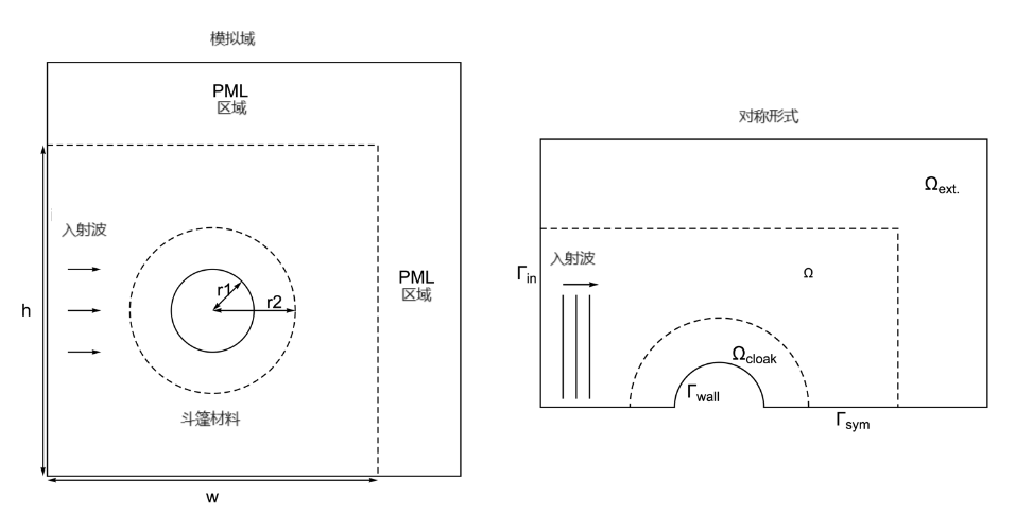 模拟域
PML
区域
入射波
PML
区域
r1
r2
h
斗篷材料
w
对称形式
Ωext.
入射波
Γin
Ω
Ωcloak
Γwall
Γsym